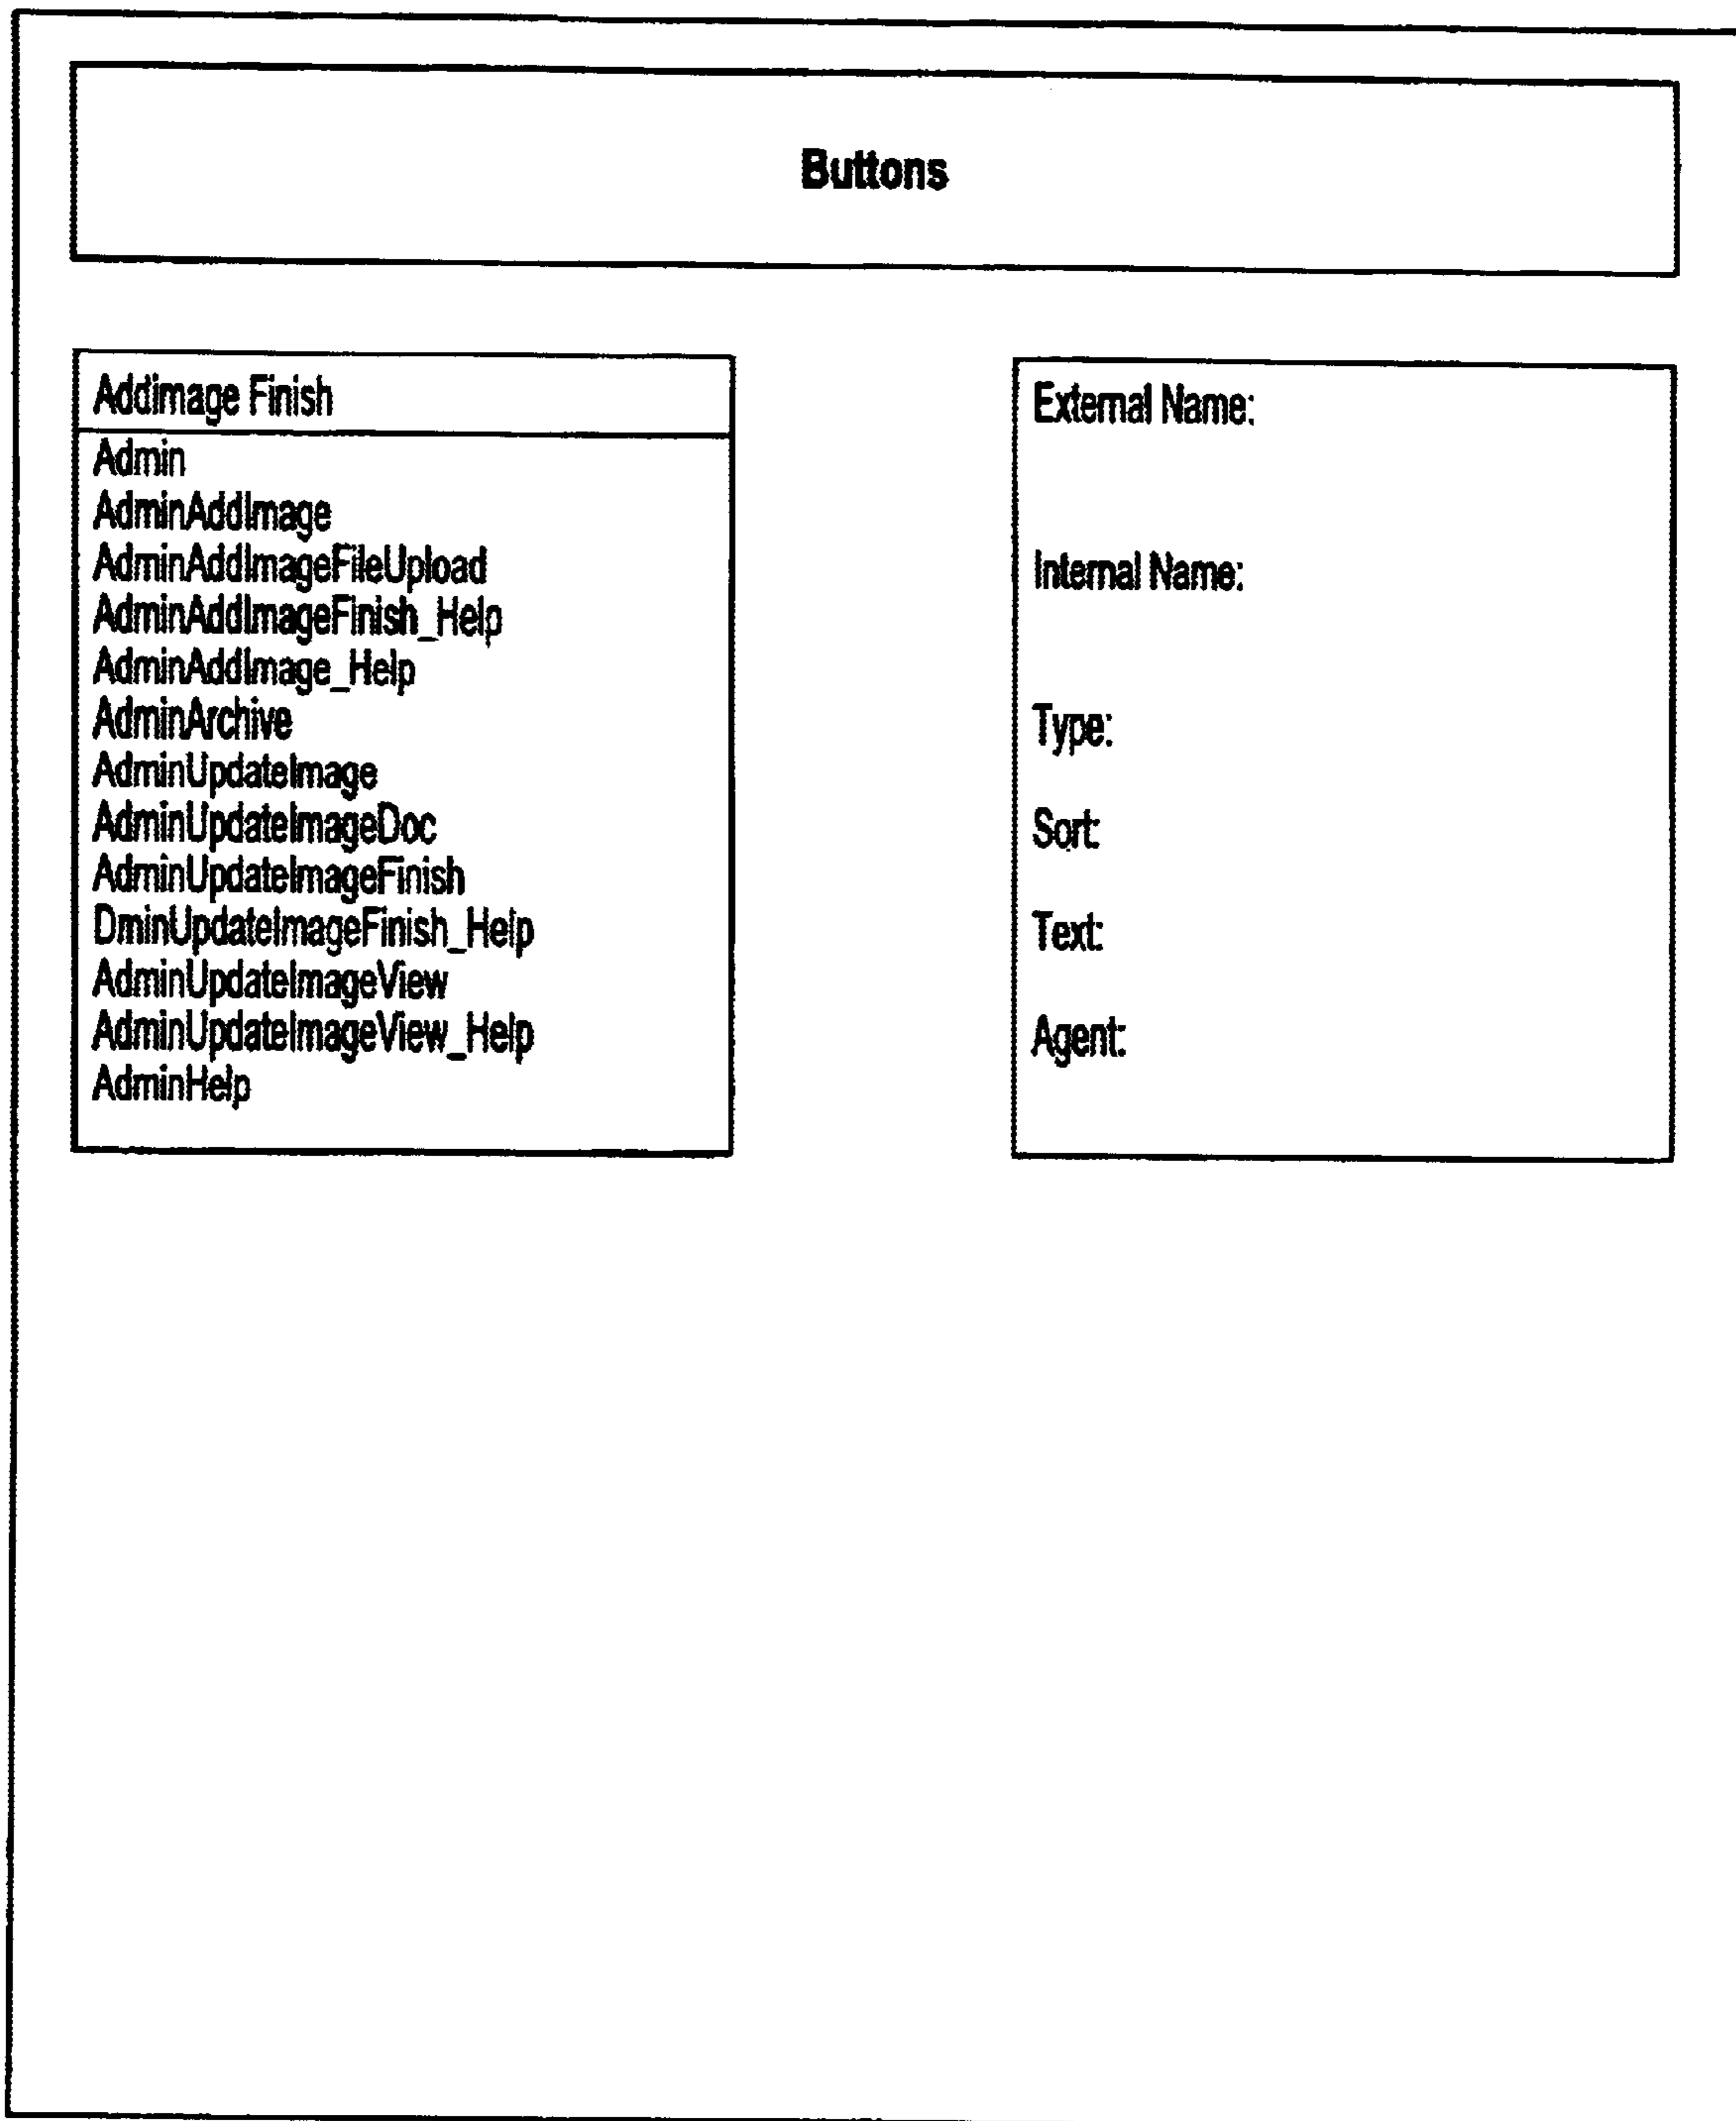 Buttons
Addimage Finish
Admin
AdminAddImage
AdminAddImageFileUpload
AdminAddImageFinish_Help
AdminAddImage_Help
AdminArchive
AdminUpdateImage
AdminUpdateImageDoc
AdminUpdateImageFinish
DminUpdateImageFinish_Help
AdminUpdateImageView
AdminUpdateImageView_Help
AdminHelp
External Name:
Internal Name:
Type:
Sort:
Text:
Agent: